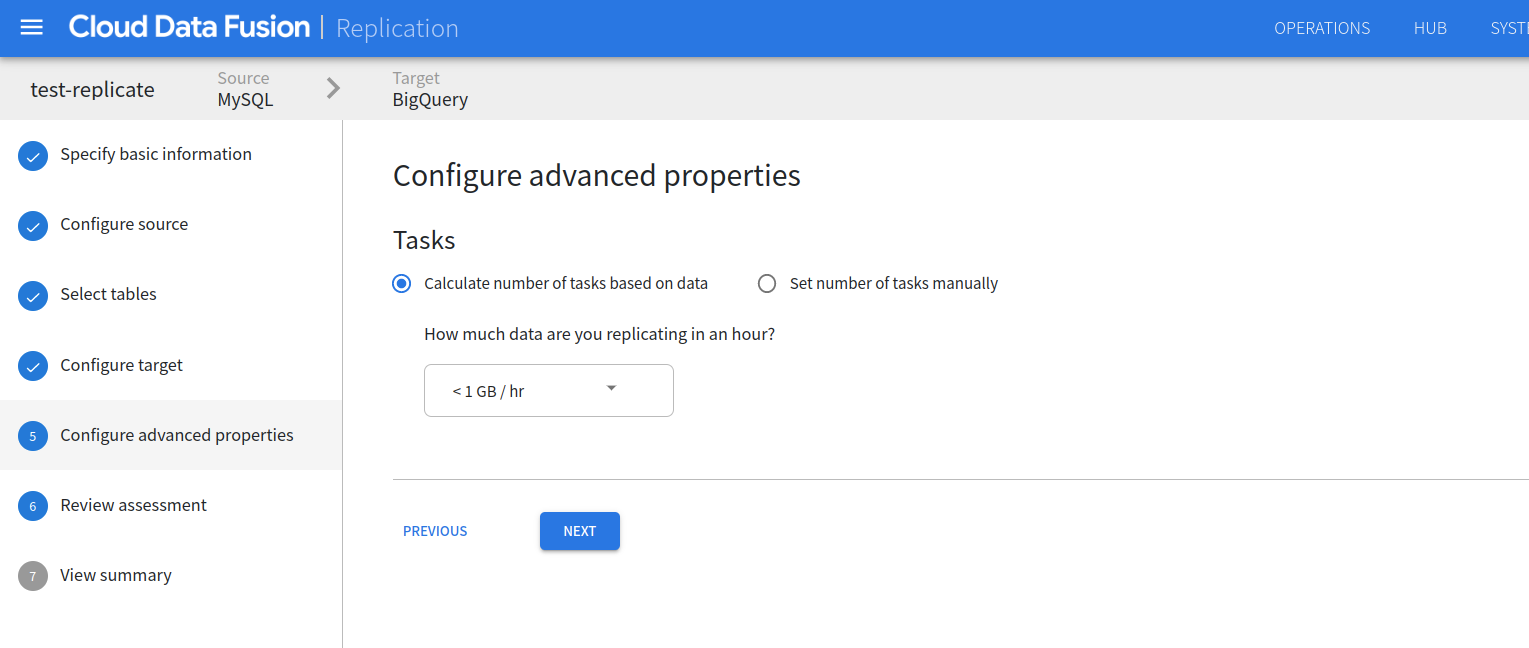 Cloud Data Fusion | Replication
OPERATIONS
HUB
test-replicate
Source
MySQL
Target
BigQuery
Specify basic information
Configure source
Select tables
Configure target
5 Configure advanced properties
6 Review assessment
7 View summary
Configure advanced properties
Tasks
Calculate number of tasks based on data
Set number of tasks manually
How much data are you replicating in an hour?
< 1 GB / hr
PREVIOUS
NEXT